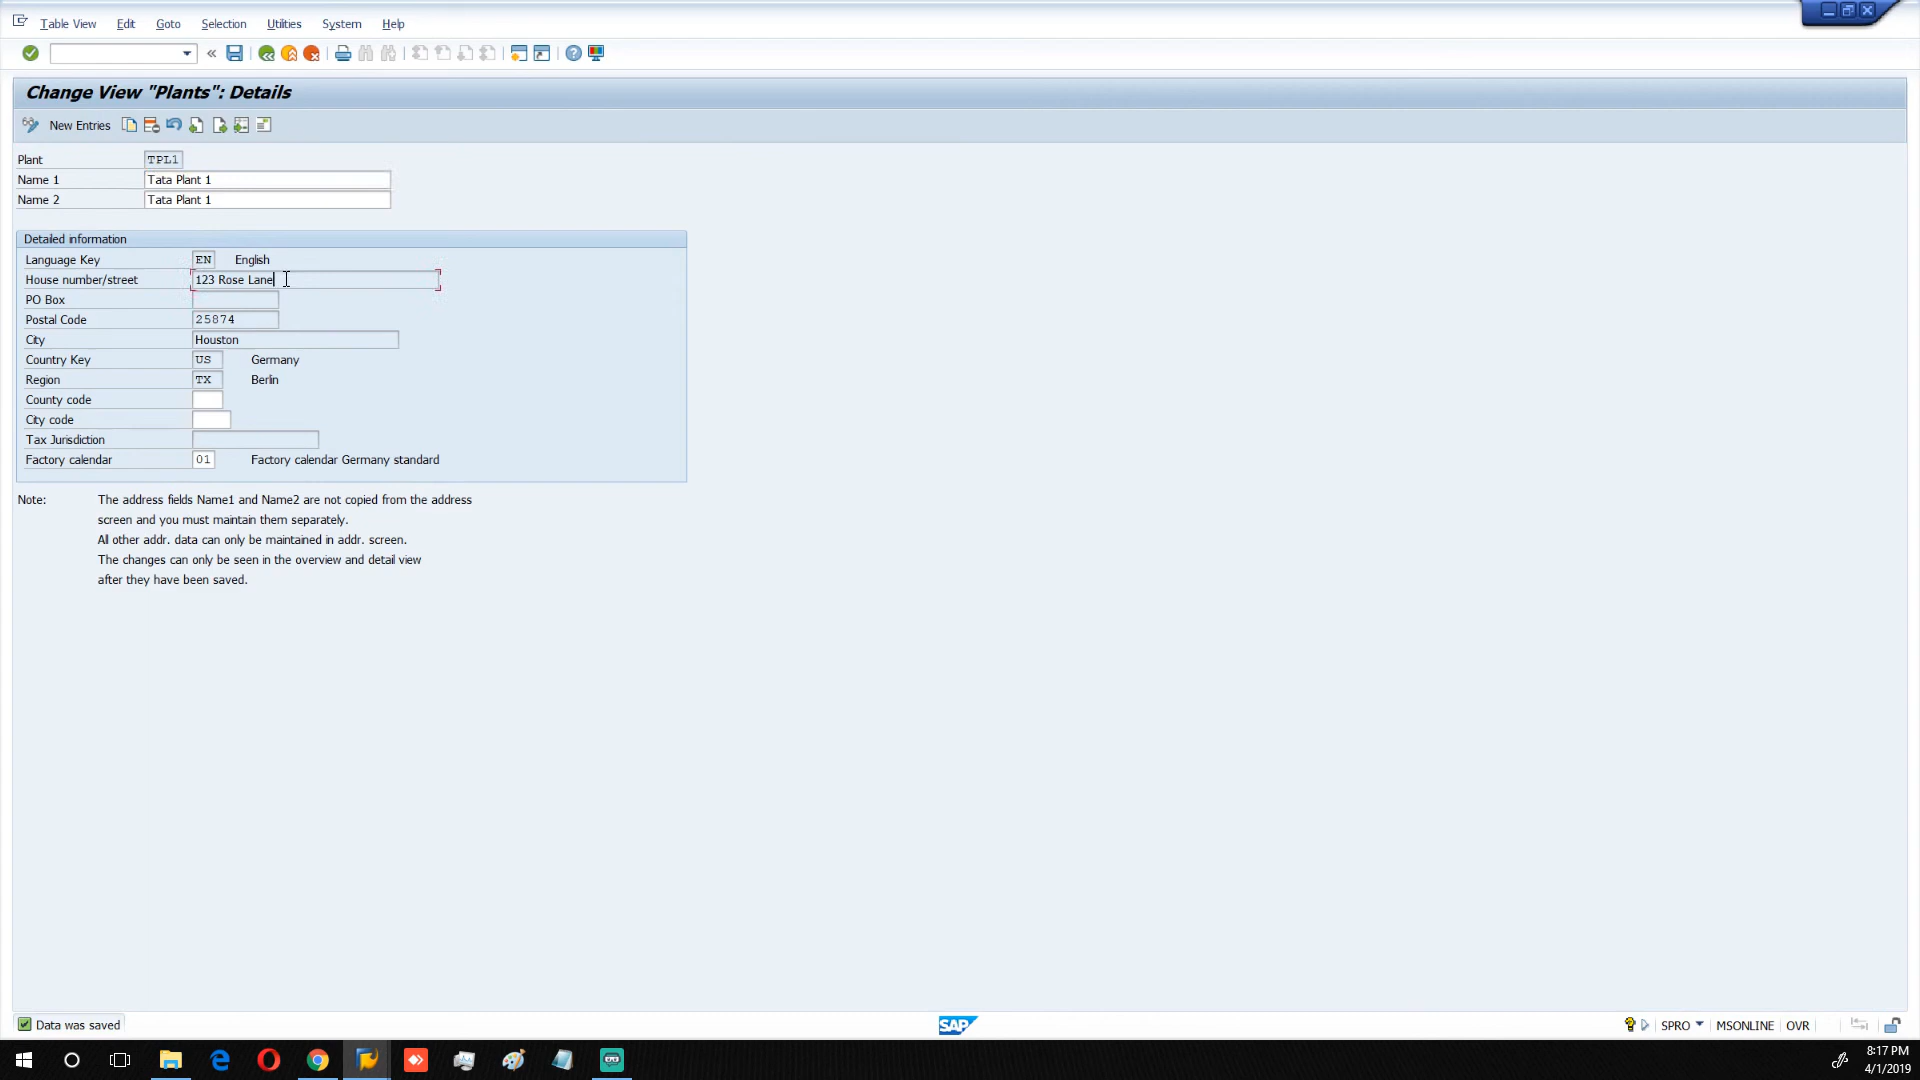 Table View Edit Goto Selection Utilities System Help
Change View "Plants": Details
New Entries
Plant TPL1
Name 1 Tata Plant 1
Name 2 Tata Plant 1
Detailed information
Language Key EN English
House number/street 123 Rose Lane
PO Box
Postal Code 25874
City Houston
Country Key US Germany
Region TX Berlin
County code
City code
Tax Jurisdiction
Factory calendar 01 Factory calendar Germany standard
Note: The address fields Name1 and Name2 are not copied from the address
screen and you must maintain them separately.
All other addr. data can only be maintained in addr. screen.
The changes can only be seen in the overview and detail view
after they have been saved.
Data was saved SAP SPRO MSONLINE OVR
8:17 PM
4/1/2019